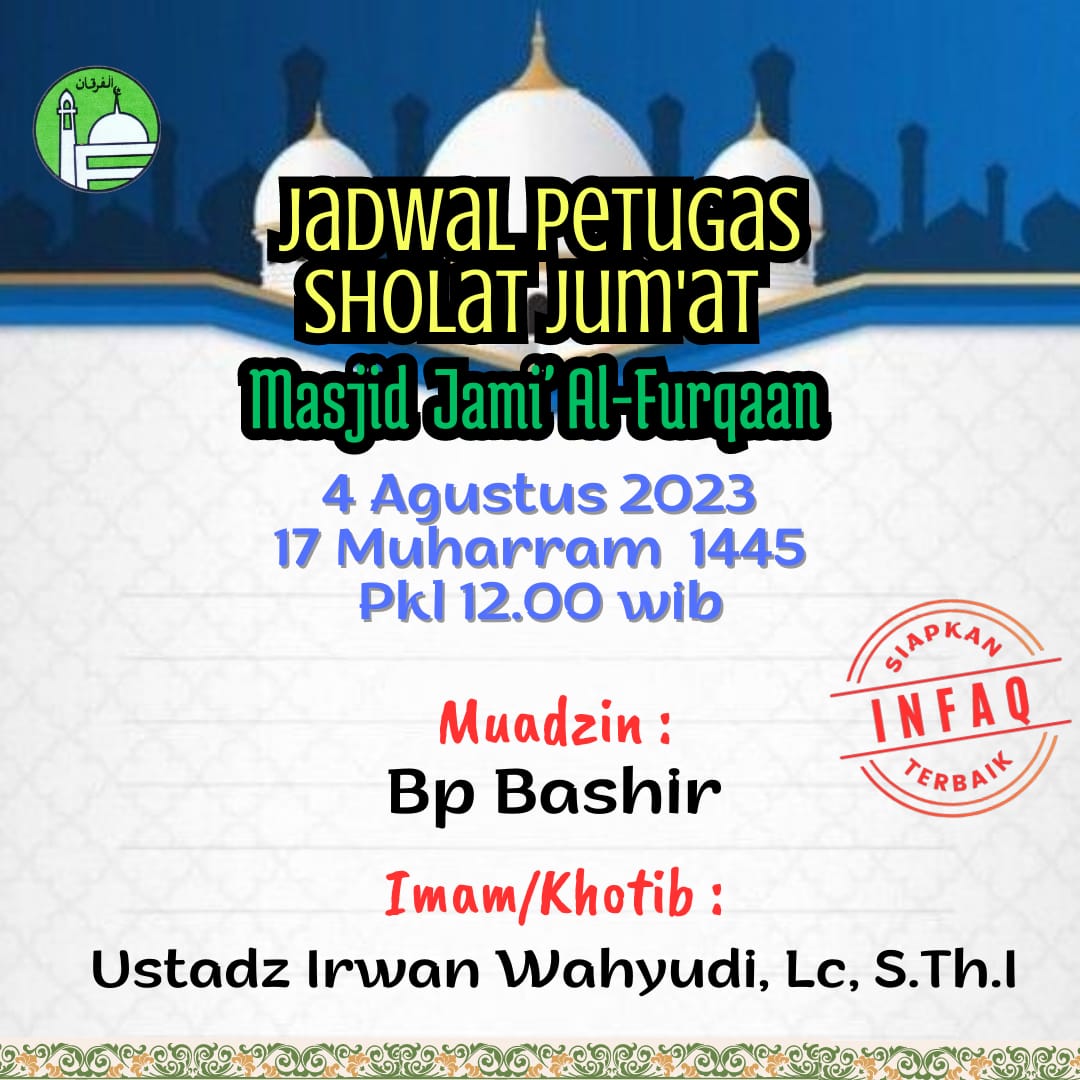 الفرقان
JADWAL PETUGAS
SHOLAT JUM'AT
Masjid Jami' Al-Furqaan
4 Agustus 2023
17 Muharram 1445
Pkl 12.00 wib
SIAPKAN
INFAQ
TERBAIK
Muadzin :
Bp Bashir
Imam/Khotib :
Ustadz Irwan Wahyudi, Lc, S.Th.I